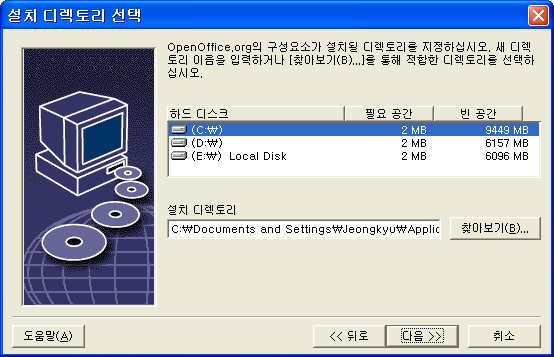 설치 디렉토리 선택
OpenOffice.org의 구성요소가 설치될 디렉토리를 지정하십시오. 새 디렉
토리 이름을 입력하거나 [찾아보기(B)...]를 통해 적합한 디렉토리를 선택하
십시오.
하드 디스크 필요 공간 빈 공간
(C:₩) 2 MB 9449 MB
(D:₩) 2 MB 6157 MB
(E:₩) Local Disk 2 MB 6096 MB
설치 디렉토리
C:₩Documents and Settings₩Jeongkyu₩Applic 찾아보기(B)...
도움말(A) << 뒤로 다음 >> 취소